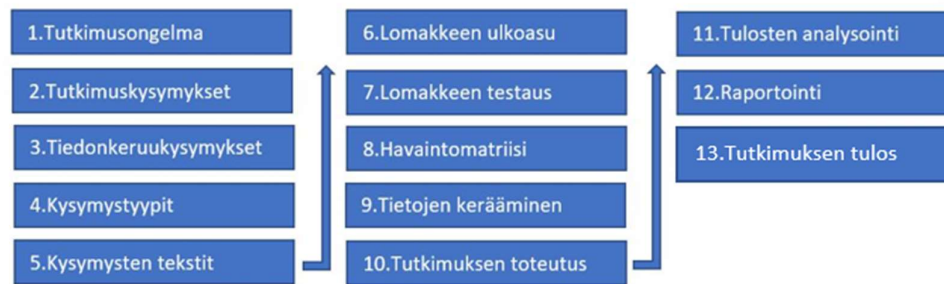 1.Tutkimusongelma
2.Tutkimuskysymykset
3.Tiedonkeruukysymykset
4.Kysymystyypit
5.Kysymysten tekstit
6.Lomakkeen ulkoasu
7.Lomakkeen testaus
8.Havaintomatriisi
9.Tietojen kerääminen
10.Tutkimuksen toteutus
11.Tulosten analysointi
12.Raportointi
13.Tutkimuksen tulos